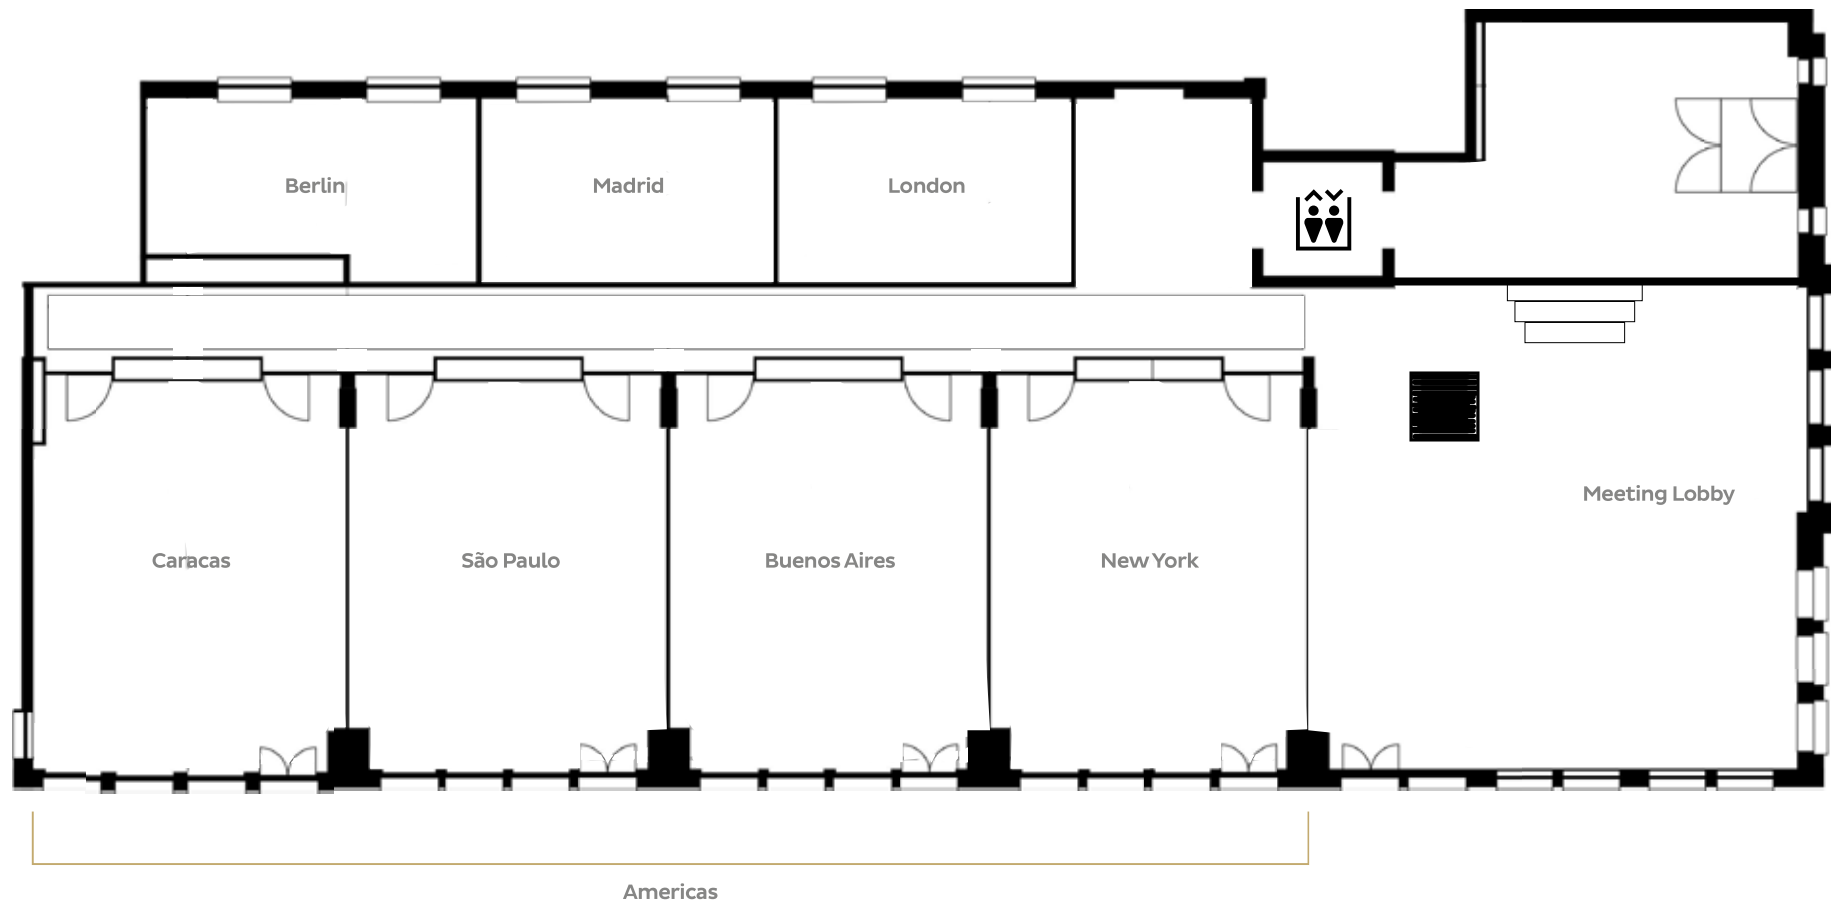 Berlin
Madrid
London
Meeting Lobby
Caracas
São Paulo
Buenos Aires
New York
Americas